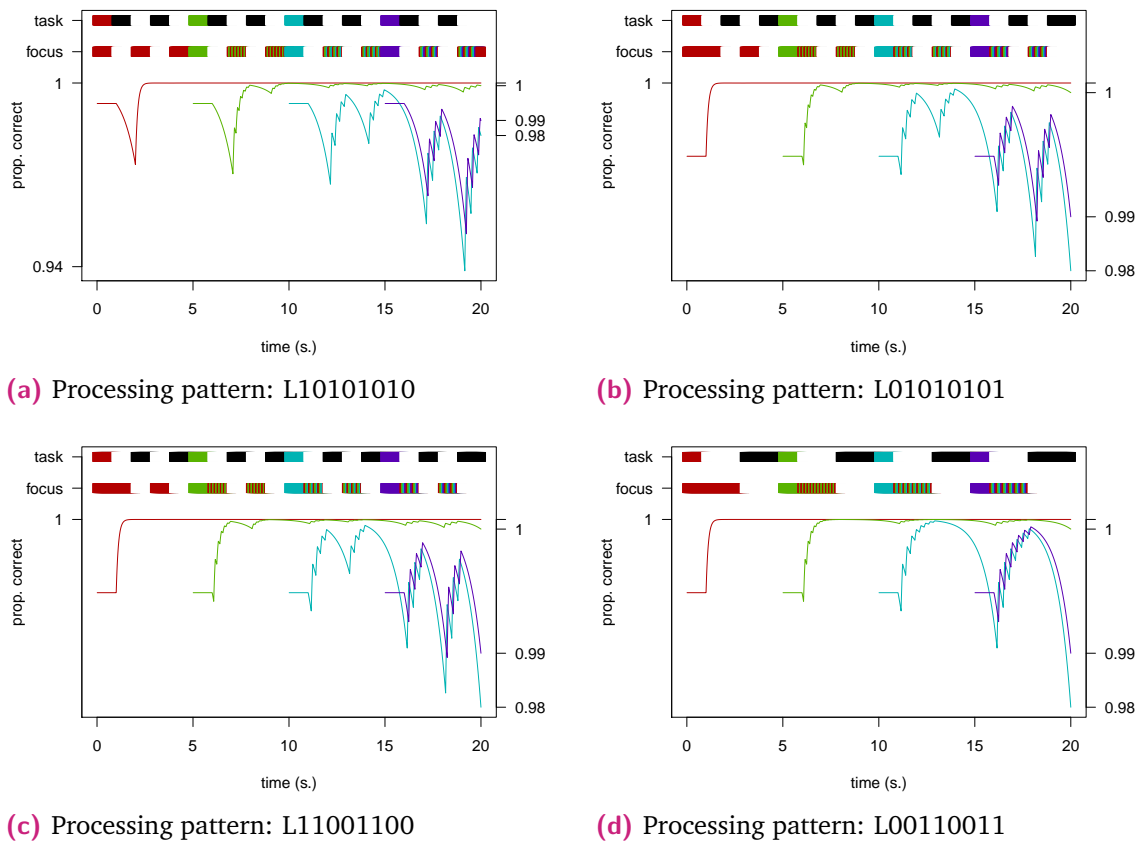 task
focus
prop. correct
1
0.94
1
0.99
0.98
0 5 10 15 20
time (s.)
(a) Processing pattern: L10101010
task
focus
prop. correct
1
1
0.99
0.98
0 5 10 15 20
time (s.)
(b) Processing pattern: L01010101
task
focus
prop. correct
1
1
0.99
0.98
0 5 10 15 20
time (s.)
(c) Processing pattern: L11001100
task
focus
prop. correct
1
1
0.99
0.98
0 5 10 15 20
time (s.)
(d) Processing pattern: L00110011